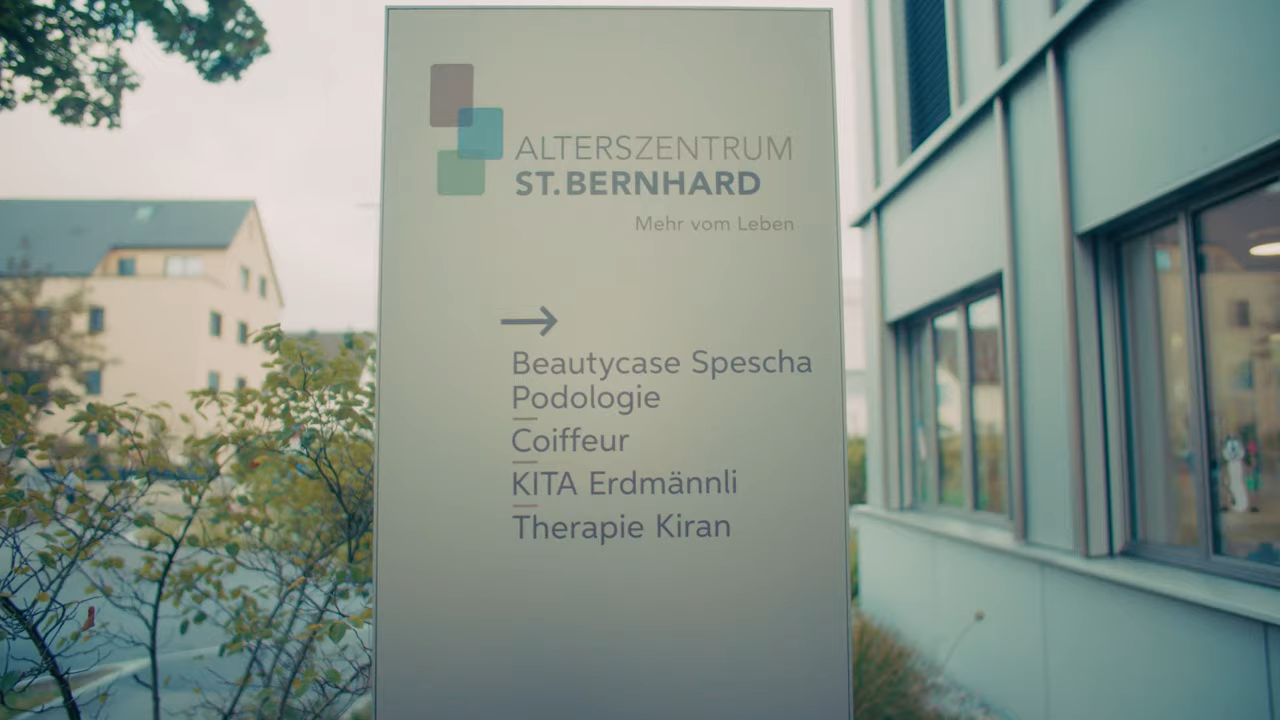 ALTERSZENTRUM
ST. BERNHARD
Mehr vom Leben
→
Beautycase Spescha
Podologie
Coiffeur
KITA Erdmännli
Therapie Kiran